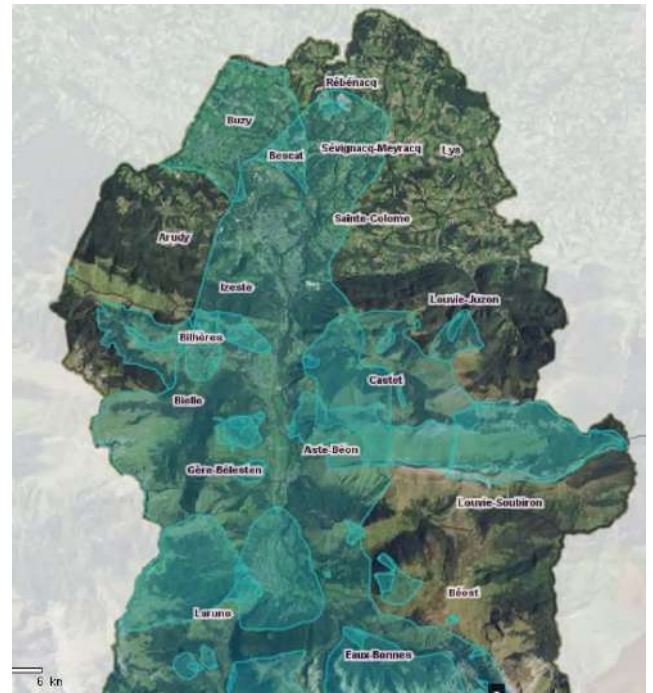 Rébénacq
Buzy
Bescat
Sévignacq-Meyracq
Lys
Sainte-Colome
Arudy
Izeste
Louvie-Juzon
Bilhères
Castet
Bielle
Aste-Béon
Gère-Bélesten
Louvie-Soubiron
Béost
Laruns
Eaux-Bonnes
6 km